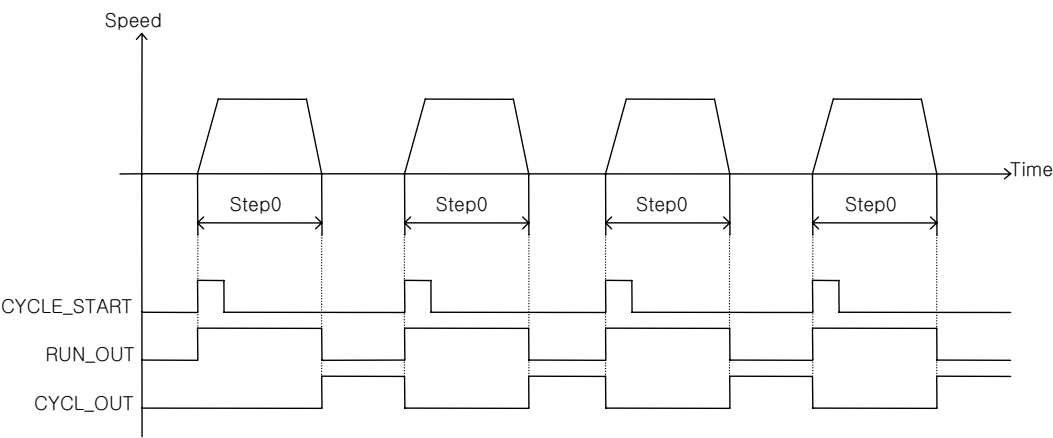 Speed
Time
Step0 Step0 Step0 Step0
CYCLE_START
RUN_OUT
CYCL_OUT